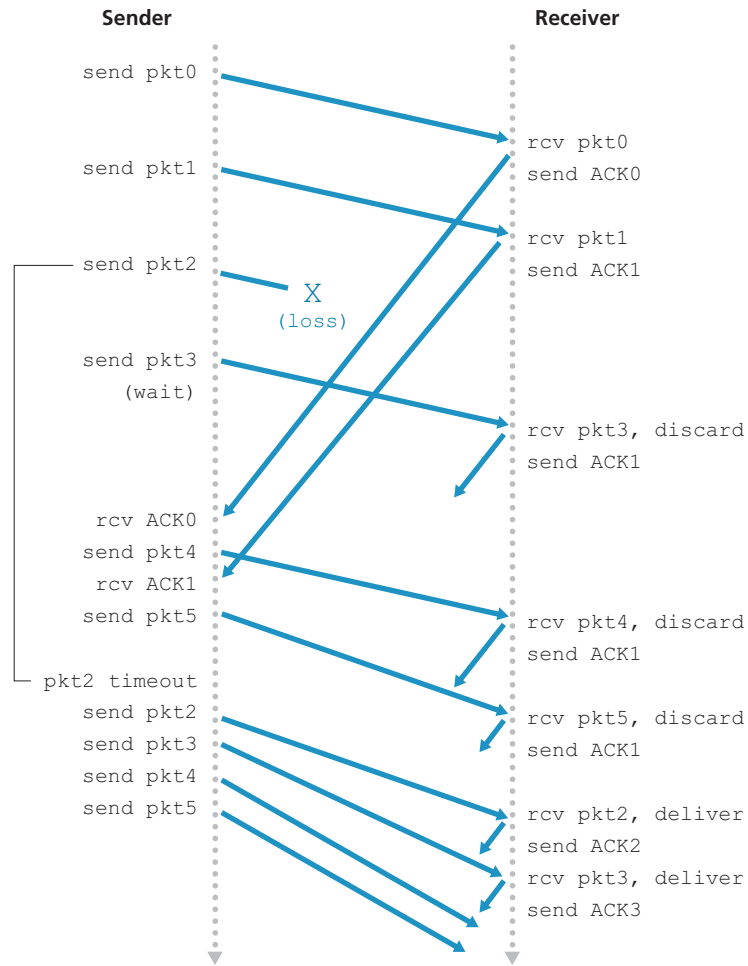 Sender
Receiver
send pkt0
rcv pkt0
send ACK0
send pkt1
rcv pkt1
send ACK1
send pkt2
X
(loss)
send pkt3
(wait)
rcv pkt3, discard
send ACK1
rcv ACK0
send pkt4
rcv ACK1
send pkt5
rcv pkt4, discard
send ACK1
pkt2 timeout
send pkt2
send pkt3
send pkt4
send pkt5
rcv pkt5, discard
send ACK1
rcv pkt2, deliver
send ACK2
rcv pkt3, deliver
send ACK3